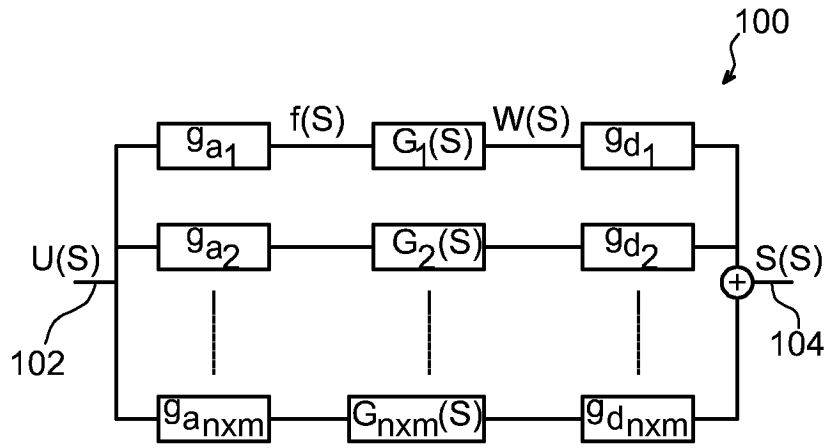 100
f(S) W(S)
ga1 G1(S) gd1
ga2 G2(S) gd2
U(S) + S(S)
102 104
ganxm Gnxm(S) gdnxm